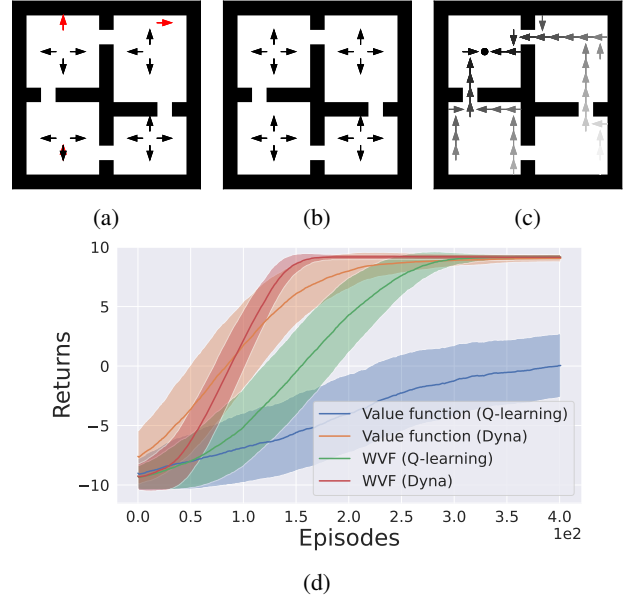 (a) (b) (c)
10
5
0
−5
−10
Returns
Value function (Q-learning)
Value function (Dyna)
WVF (Q-learning)
WVF (Dyna)
0.0 0.5 1.0 1.5 2.0 2.5 3.0 3.5 4.0
1e2
Episodes
(d)